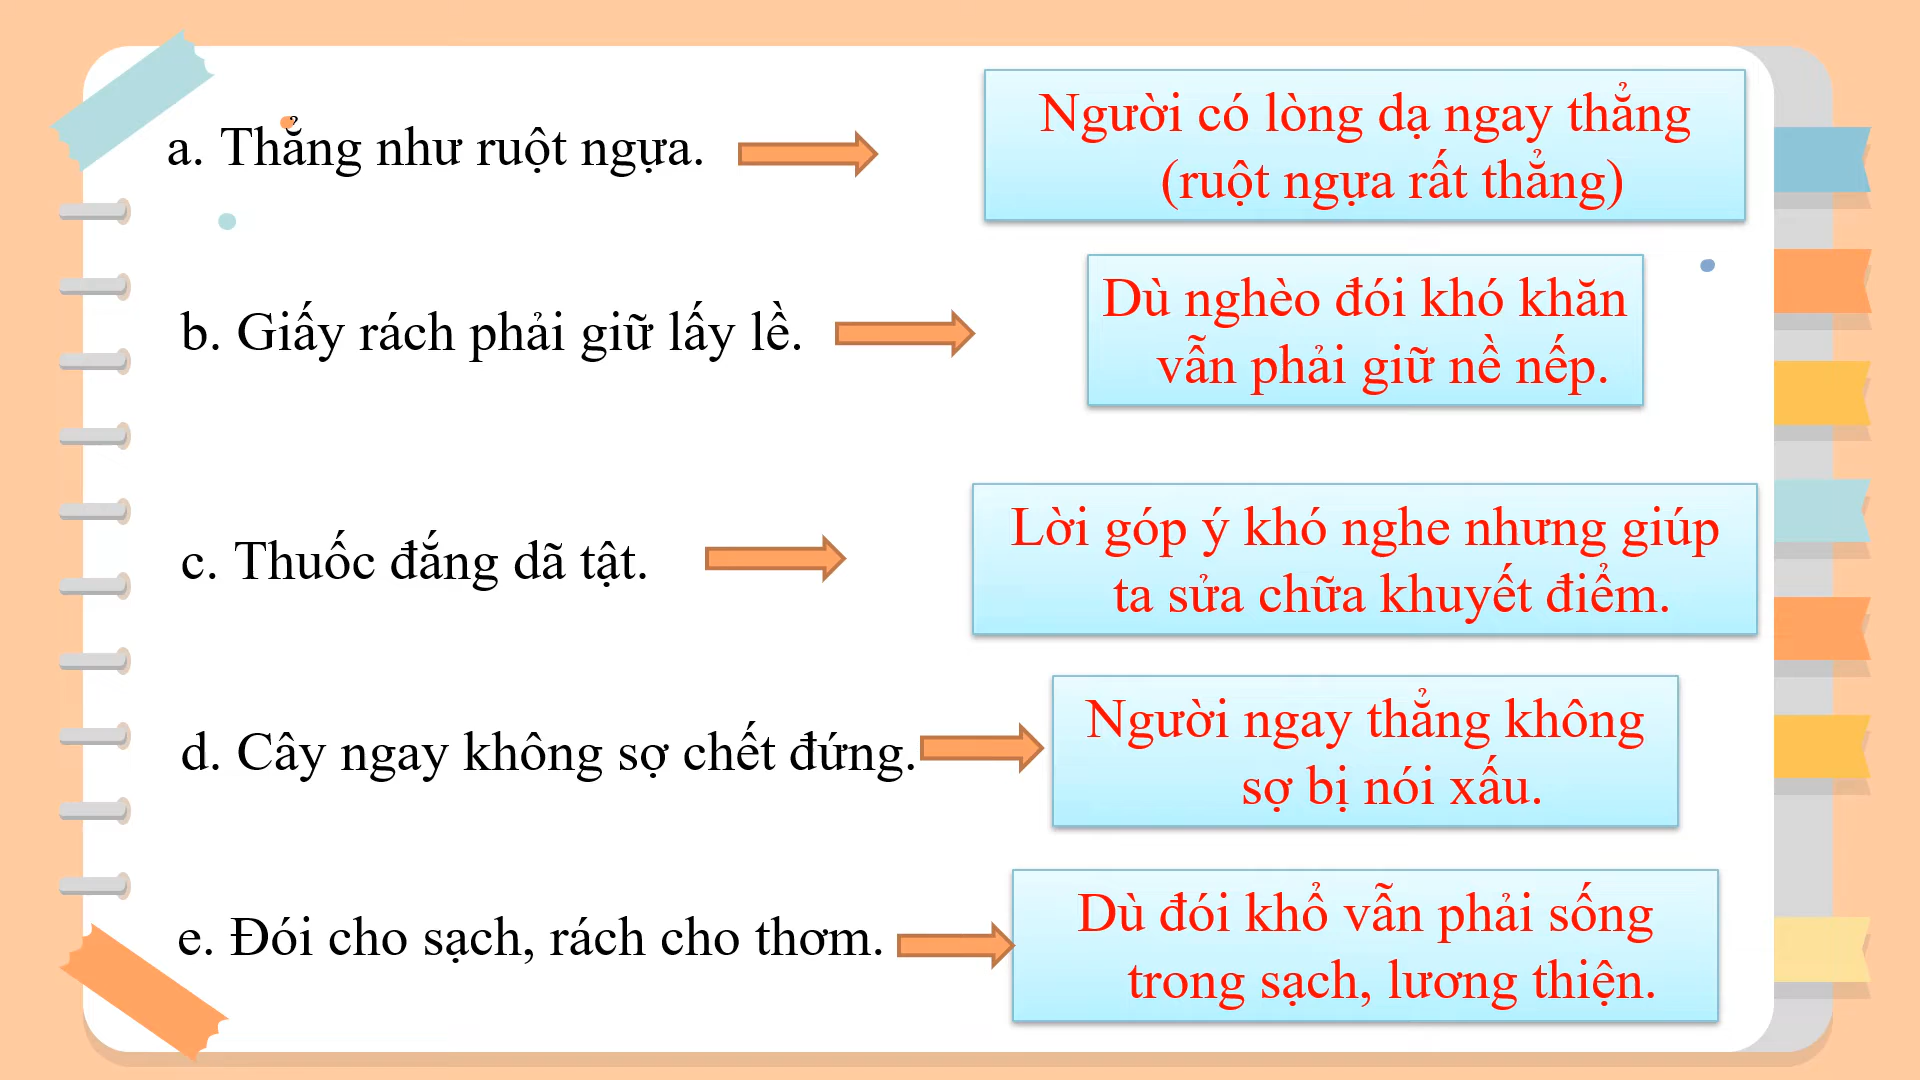 a. Thẳng như ruột ngựa.
Người có lòng dạ ngay thẳng
(ruột ngựa rất thẳng)
b. Giấy rách phải giữ lấy lề.
Dù nghèo đói khó khăn
vẫn phải giữ nề nếp.
c. Thuốc đắng dã tật.
Lời góp ý khó nghe nhưng giúp
ta sửa chữa khuyết điểm.
d. Cây ngay không sợ chết đứng.
Người ngay thẳng không
sợ bị nói xấu.
e. Đói cho sạch, rách cho thơm.
Dù đói khổ vẫn phải sống
trong sạch, lương thiện.